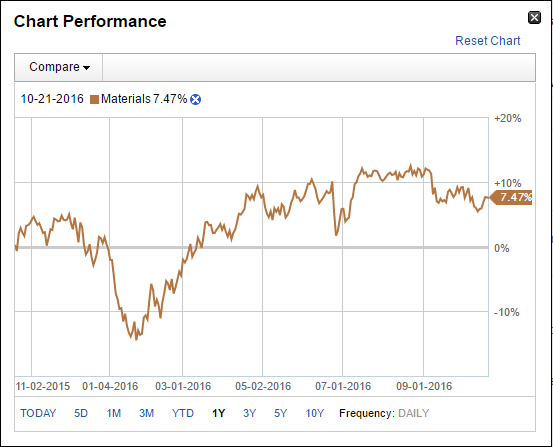 Chart Performance
Reset Chart
Compare
10-21-2016 Materials 7.47%
+20%
+10%
7.47%
0%
-10%
11-02-2015 01-04-2016 03-01-2016 05-02-2016 07-01-2016 09-01-2016
TODAY 5D 1M 3M YTD 1Y 3Y 5Y 10Y Frequency: DAILY